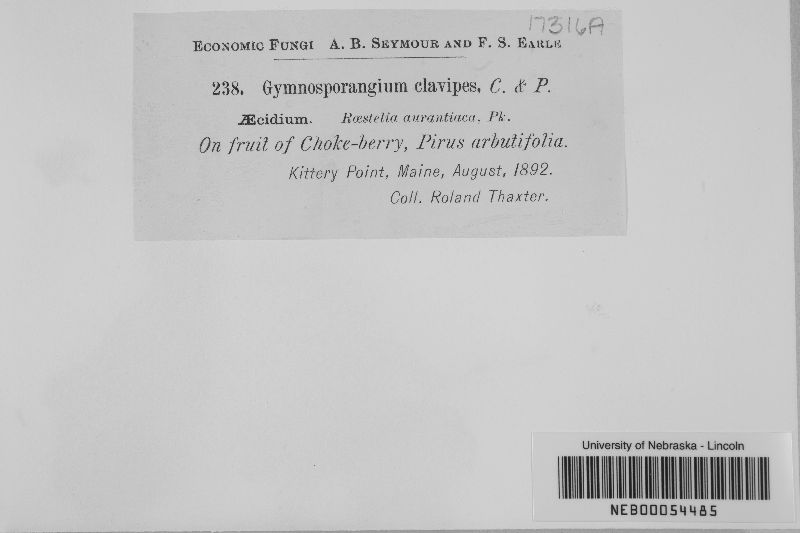 17316A
ECONOMIC FUNGI A. B. SEYMOUR AND F. S. EARLE
238. Gymnosporangium clavipes, C. & P.
Æcidium. Rœstelia aurantiaca, Pk.
On fruit of Choke-berry, Pirus arbutifolia.
Kittery Point, Maine, August, 1892.
Coll. Roland Thaxter.
University of Nebraska - Lincoln
NEB00054485